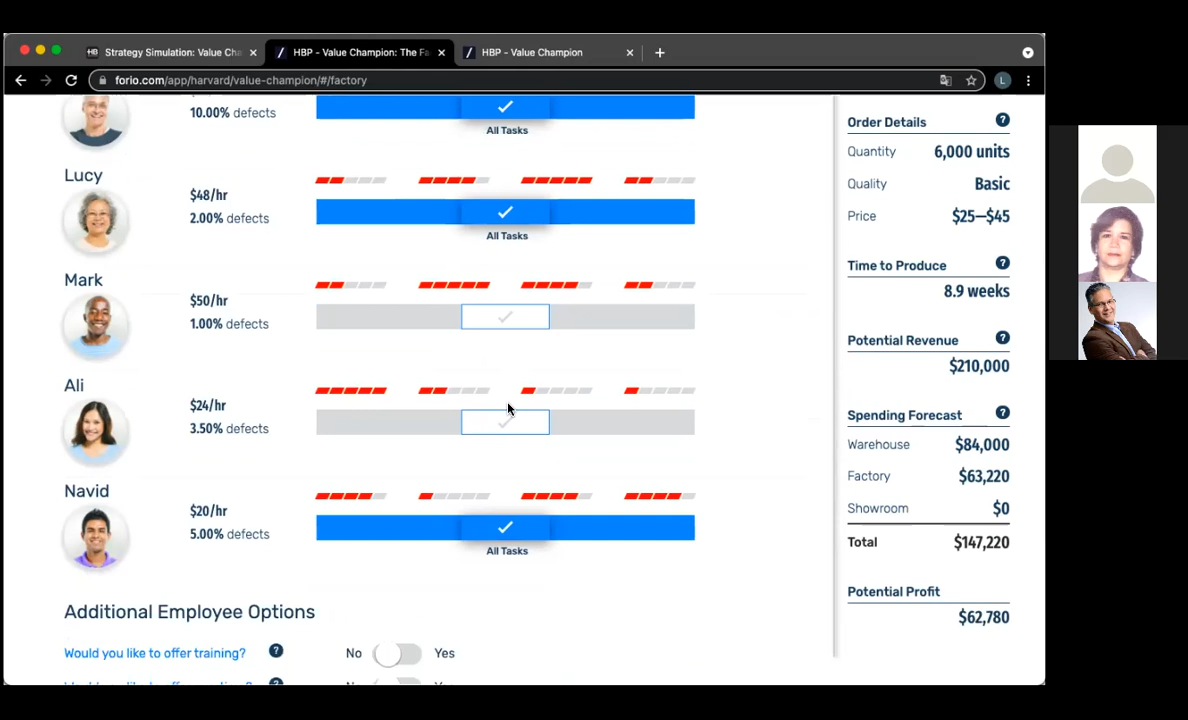 Strategy Simulation: Value Cha
HBP - Value Champion: The Fa
HBP - Value Champion
forio.com/app/harvard/value-champion/#/factory
L
10.00% defects
All Tasks
Lucy
$48/hr
2.00% defects
All Tasks
Mark
$50/hr
1.00% defects
Ali
$24/hr
3.50% defects
Navid
$20/hr
5.00% defects
All Tasks
Additional Employee Options
Would you like to offer training? ?
No
Yes
Order Details ?
Quantity 6,000 units
Quality Basic
Price $25—$45
Time to Produce ?
8.9 weeks
Potential Revenue ?
$210,000
Spending Forecast ?
Warehouse $84,000
Factory $63,220
Showroom $0
Total $147,220
Potential Profit
$62,780